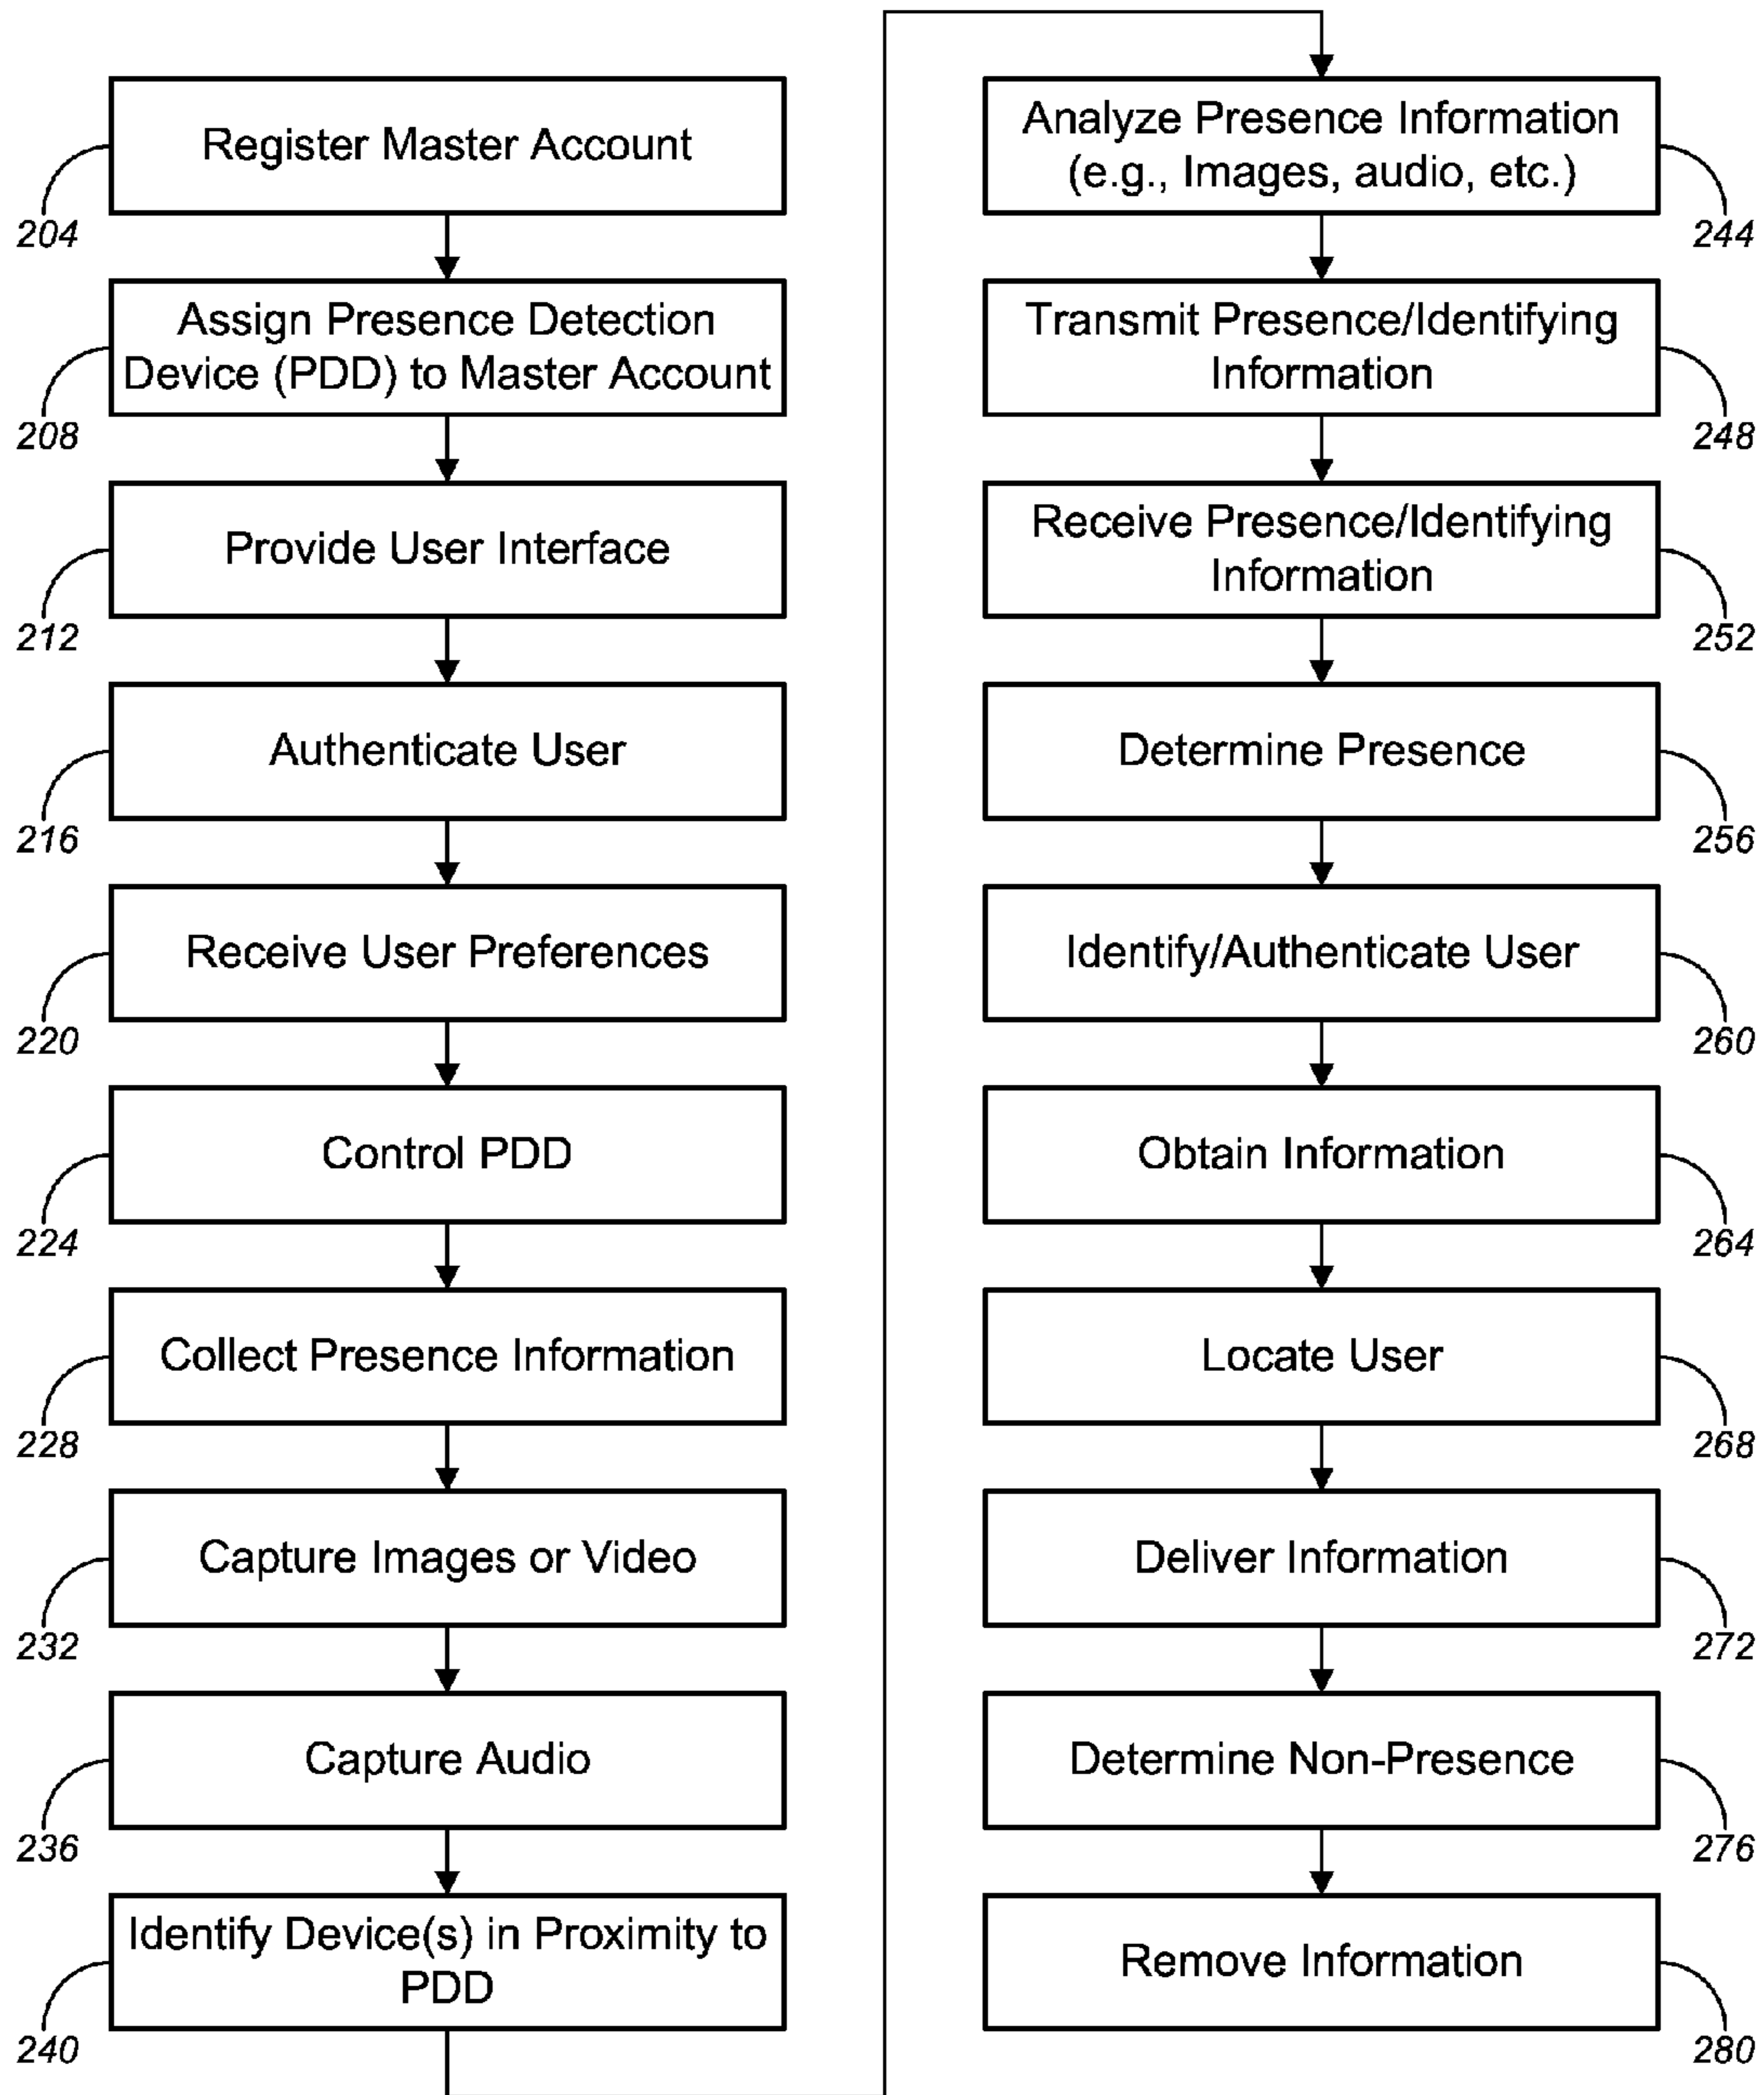 Register Master Account
204
Assign Presence Detection
Device (PDD) to Master Account
208
Provide User Interface
212
Authenticate User
216
Receive User Preferences
220
Control PDD
224
Collect Presence Information
228
Capture Images or Video
232
Capture Audio
236
Identify Device(s) in Proximity to
PDD
240
Analyze Presence Information
(e.g., Images, audio, etc.)
244
Transmit Presence/Identifying
Information
248
Receive Presence/Identifying
Information
252
Determine Presence
256
Identify/Authenticate User
260
Obtain Information
264
Locate User
268
Deliver Information
272
Determine Non-Presence
276
Remove Information
280